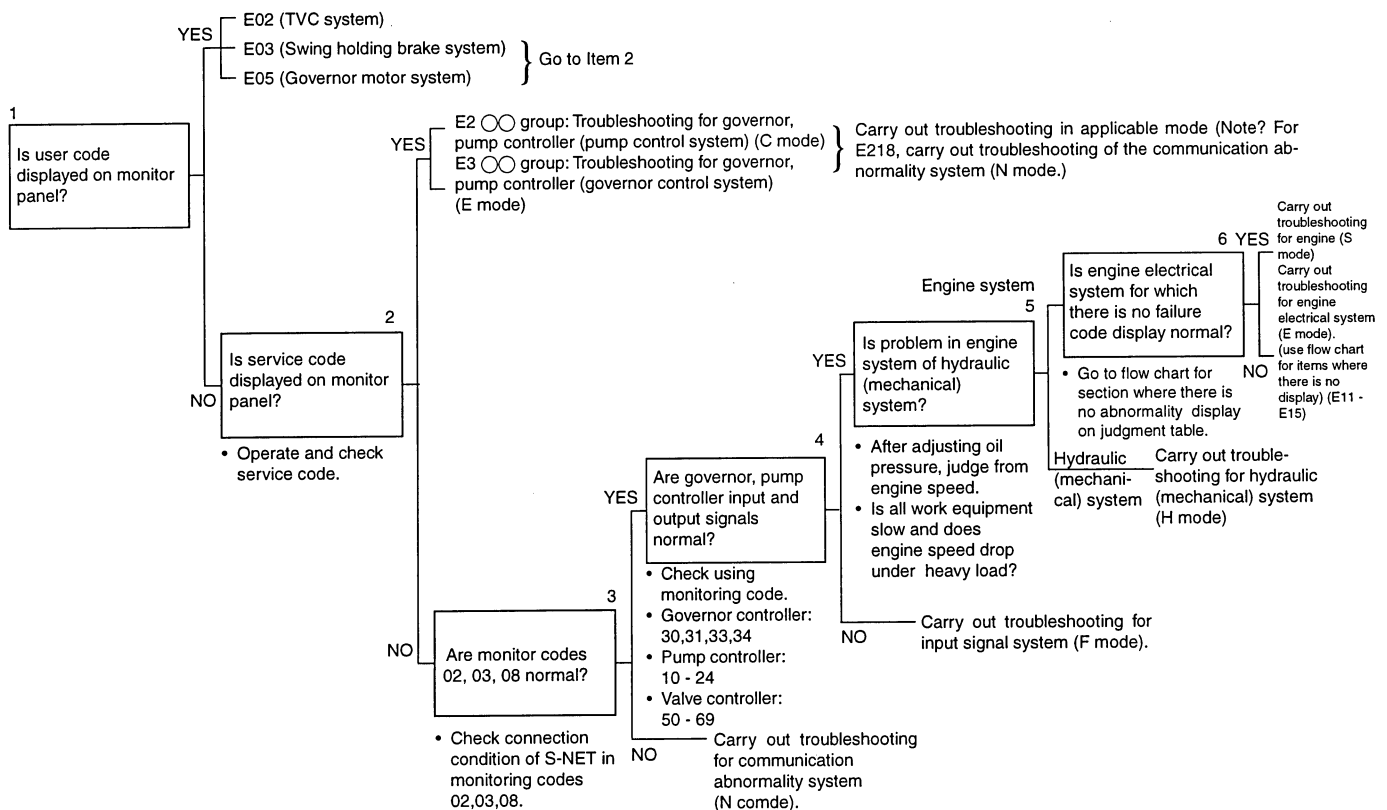 YES
E02 (TVC system)
E03 (Swing holding brake system)
E05 (Governor motor system)
} Go to Item 2
1
Is user code
displayed on monitor
panel?
YES
E2 ○○ group: Troubleshooting for governor,
pump controller (pump control system) (C mode)
E3 ○○ group: Troubleshooting for governor,
pump controller (governor control system)
(E mode)
} Carry out troubleshooting in applicable mode (Note? For
E218, carry out troubleshooting of the communication ab-
normality system (N mode.)
NO
2
Is service code
displayed on monitor
panel?
• Operate and check
service code.
NO
3
Are monitor codes
02, 03, 08 normal?
• Check connection
condition of S-NET in
monitoring codes
02,03,08.
YES
4
Are governor, pump
controller input and
output signals
normal?
• Check using
monitoring code.
• Governor controller:
30,31,33,34
• Pump controller:
10 - 24
• Valve controller:
50 - 69
NO
Carry out troubleshooting
for communication
abnormality system
(N comde).
YES
Engine system
5
Is problem in engine
system of hydraulic
(mechanical)
system?
• After adjusting oil
pressure, judge from
engine speed.
• Is all work equipment
slow and does
engine speed drop
under heavy load?
NO
Carry out troubleshooting for
input signal system (F mode).
6
Is engine electrical
system for which
there is no failure
code display normal?
• Go to flow chart for
section where there is
no abnormality display
on judgment table.
Hydraulic
(mechani-
cal) system
Carry out trouble-
shooting for hydraulic
(mechanical) system
(H mode)
YES
Carry out
troubleshooting
for engine (S
mode)
NO
Carry out
troubleshooting
for engine
electrical system
(E mode).
(use flow chart
for items where
there is no
display) (E11 -
E15)